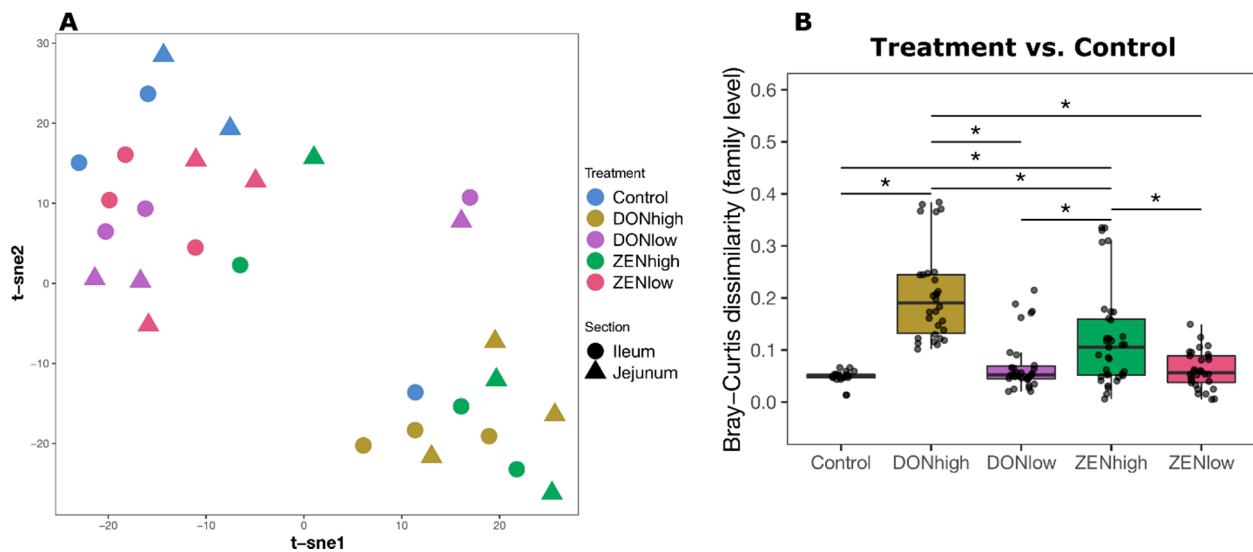 A
30
20
10
0
−10
−20
t−sne2
−20
−10
0
10
20
t−sne1
Treatment
Control
DONhigh
DONlow
ZENhigh
ZENlow
Section
Ileum
Jejunum
B
Treatment vs. Control
Bray−Curtis dissimilarity (family level)
0.6
0.5
0.4
0.3
0.2
0.1
0.0
*
*
*
*
*
*
*
Control
DONhigh
DONlow
ZENhigh
ZENlow